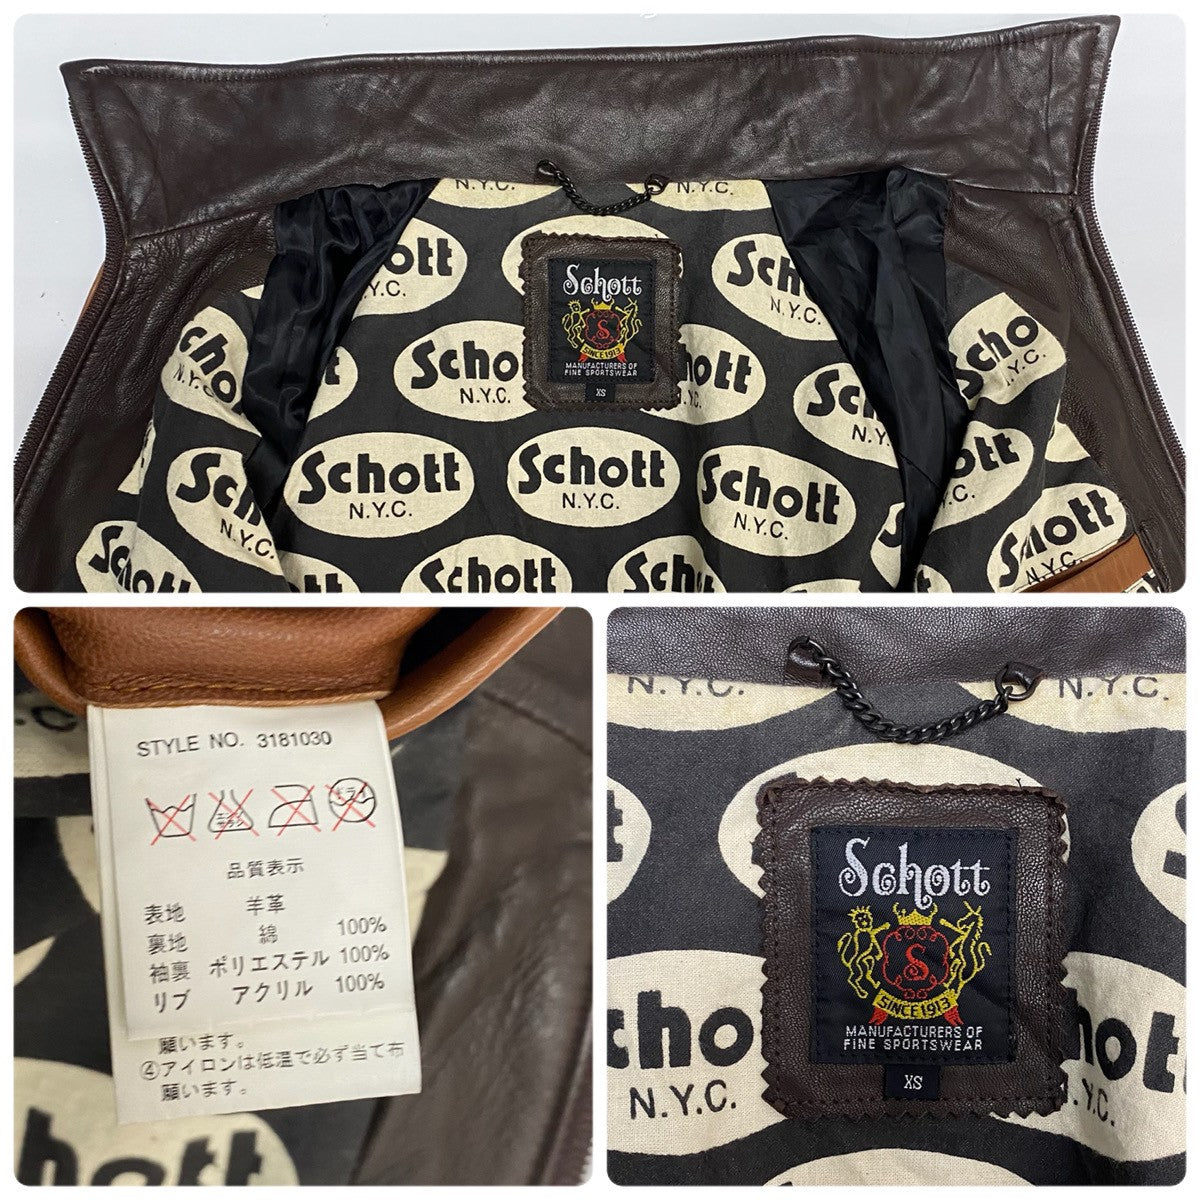 N.Y.C.
N.Y.C.
Schott
N.Y.C.
Schott
N.Y.C.
Schott
S
SINCE 1913
MANUFACTURERS OF
FINE SPORTSWEAR
XS
Schott
N.Y.C.
Schott
N.Y.C.
Schott
N.Y.C.
Schott
N.Y.C.
Schott
N.Y.C.
STYLE NO. 3181030
ドライ
品質表示
表地 羊革
裏地 綿 100%
袖裏 ポリエステル 100%
リブ アクリル 100%
願います。
④アイロンは低温で必ず当て布
願います。
N.Y.C.
N.Y.C.
Schott
S
SINCE 1913
MANUFACTURERS OF
FINE SPORTSWEAR
XS
N.Y.C.
N.Y.C.